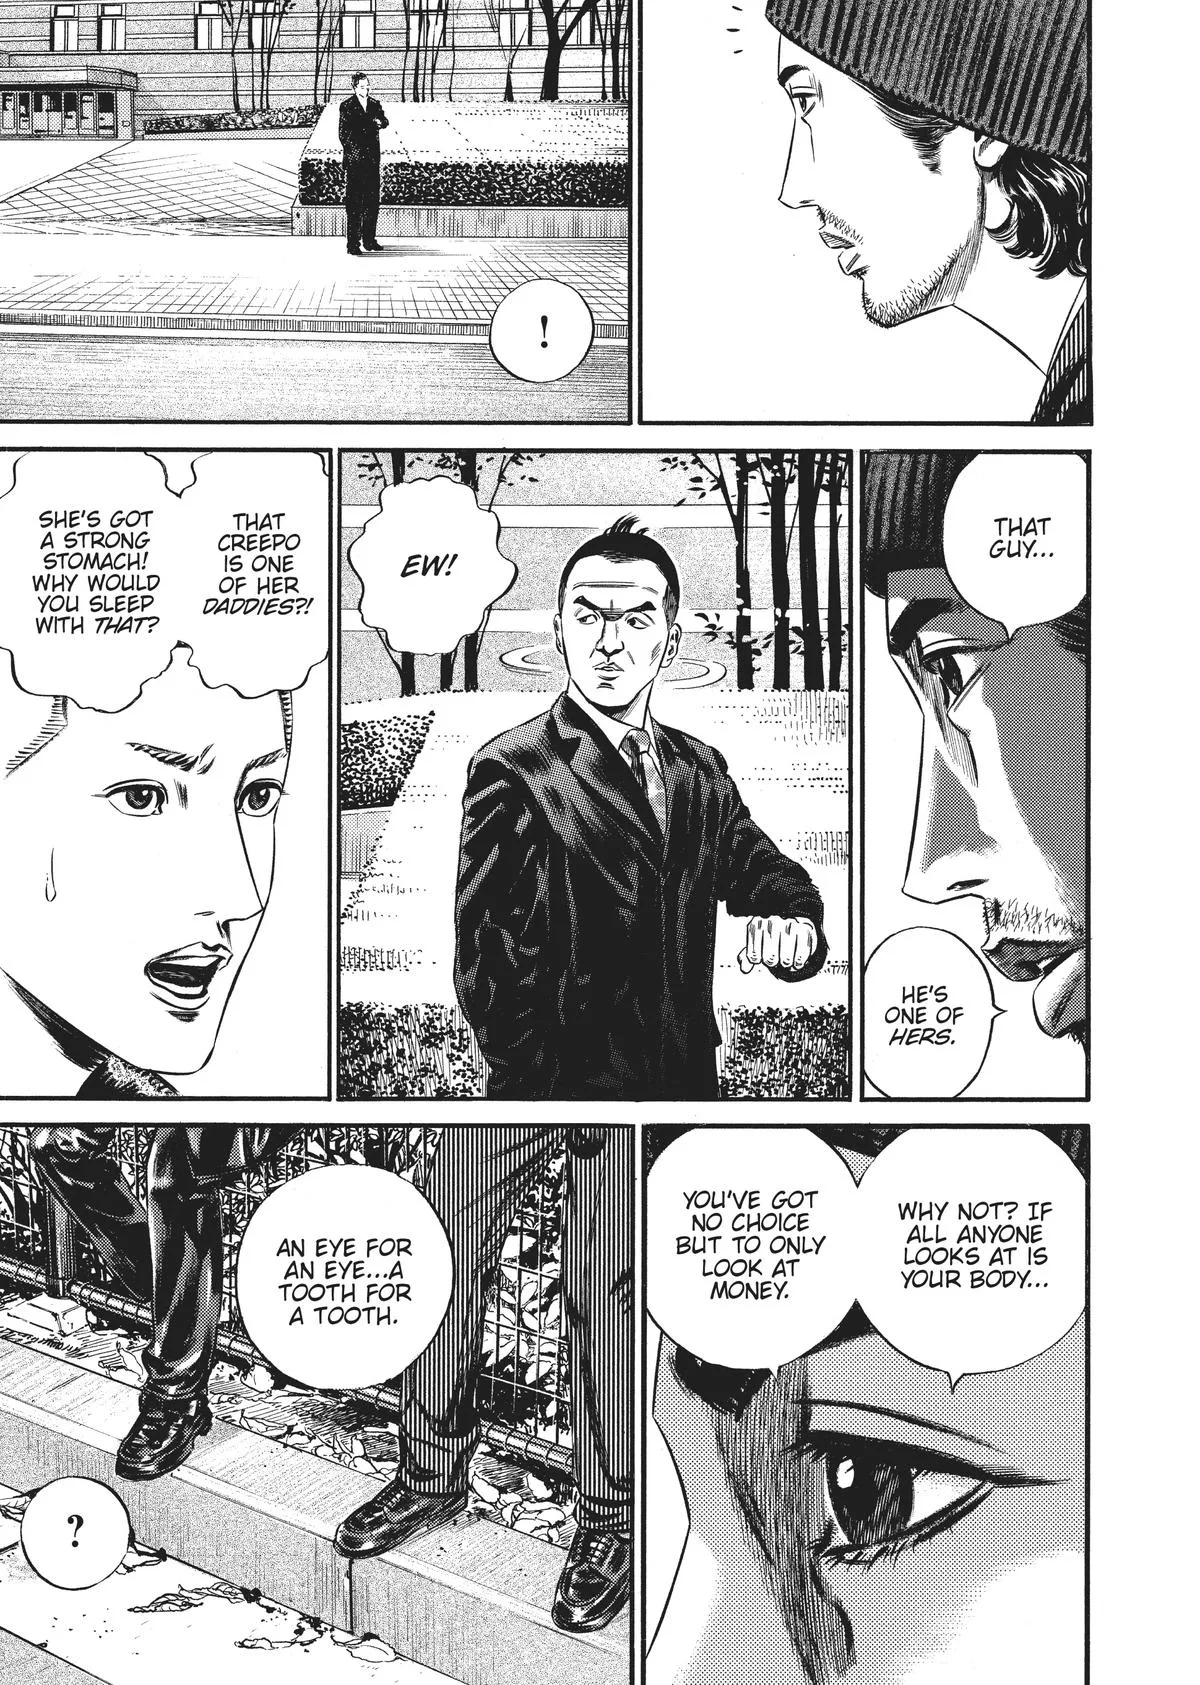 !
THAT
GUY...
HE'S
ONE OF
HERS.
EW!
THAT
CREEPO
IS ONE
OF HER
DADDIES?!
SHE'S GOT
A STRONG
STOMACH!
WHY WOULD
YOU SLEEP
WITH THAT?
WHY NOT? IF
ALL ANYONE
LOOKS AT IS
YOUR BODY...
YOU'VE GOT
NO CHOICE
BUT TO ONLY
LOOK AT
MONEY.
AN EYE FOR
AN EYE...A
TOOTH FOR
A TOOTH.
?